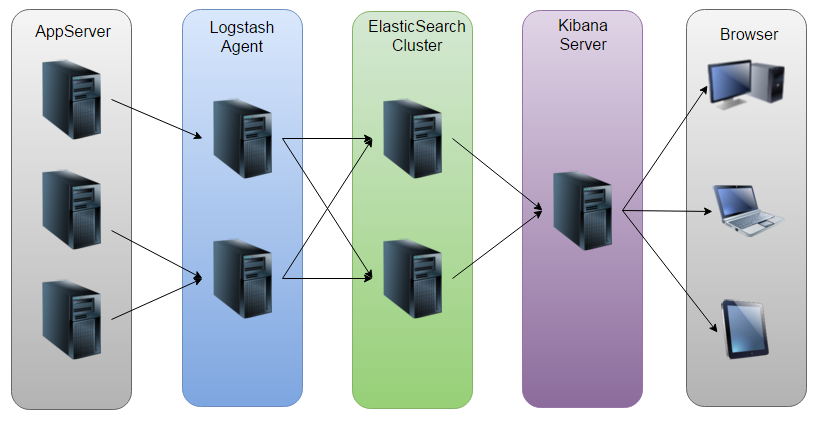 AppServer
Logstash
Agent
ElasticSearch
Cluster
Kibana
Server
Browser